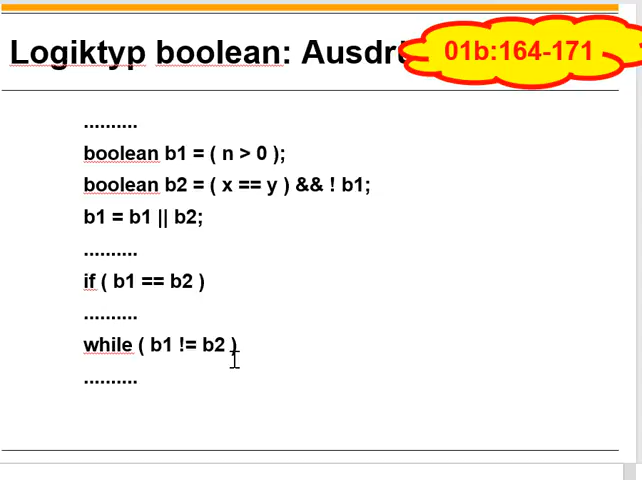 Logiktyp boolean:
01b:164-171
..........
boolean b1 = ( n > 0 );
boolean b2 = ( x == y ) && ! b1;
b1 = b1 || b2;
..........
if ( b1 == b2 )
..........
while ( b1 != b2 )
..........